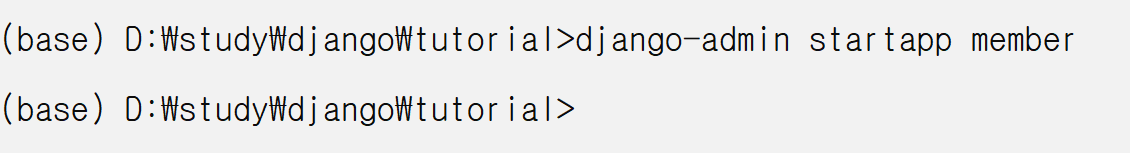 (base) D:₩study₩django₩tutorial>django-admin startapp member
(base) D:₩study₩django₩tutorial>